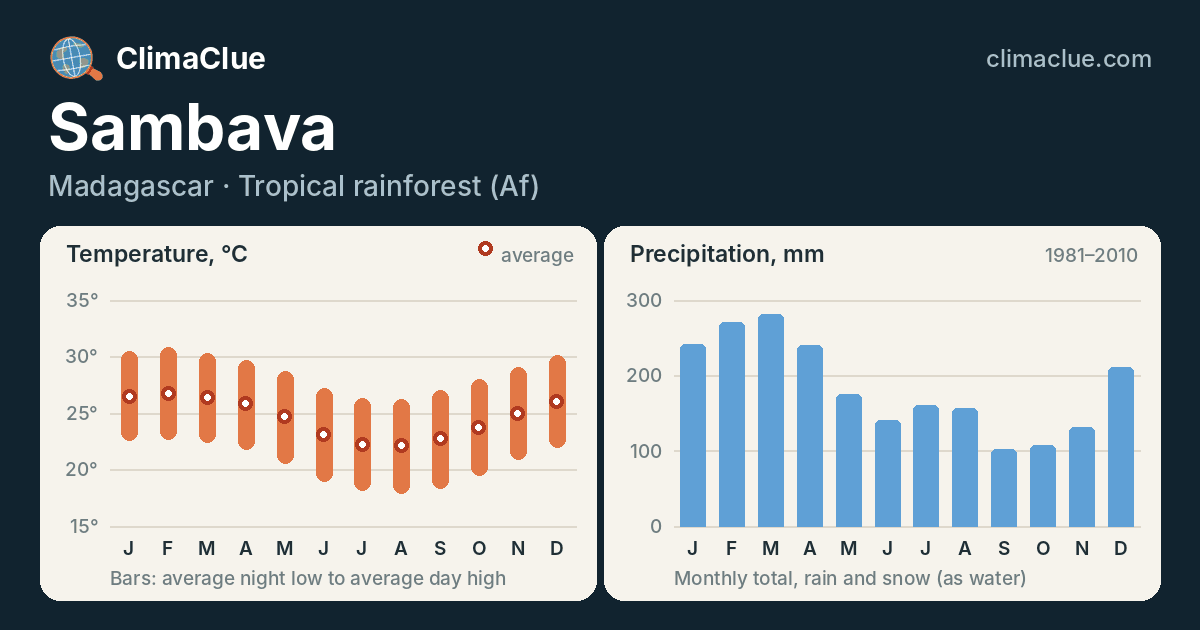 ClimaClue
climaclue.com
Sambava
Madagascar · Tropical rainforest (Af)
Temperature, °C
average
35°
30°
25°
20°
15°
J F M A M J J A S O N D
Bars: average night low to average day high
Precipitation, mm
1981–2010
300
200
100
0
J F M A M J J A S O N D
Monthly total, rain and snow (as water)